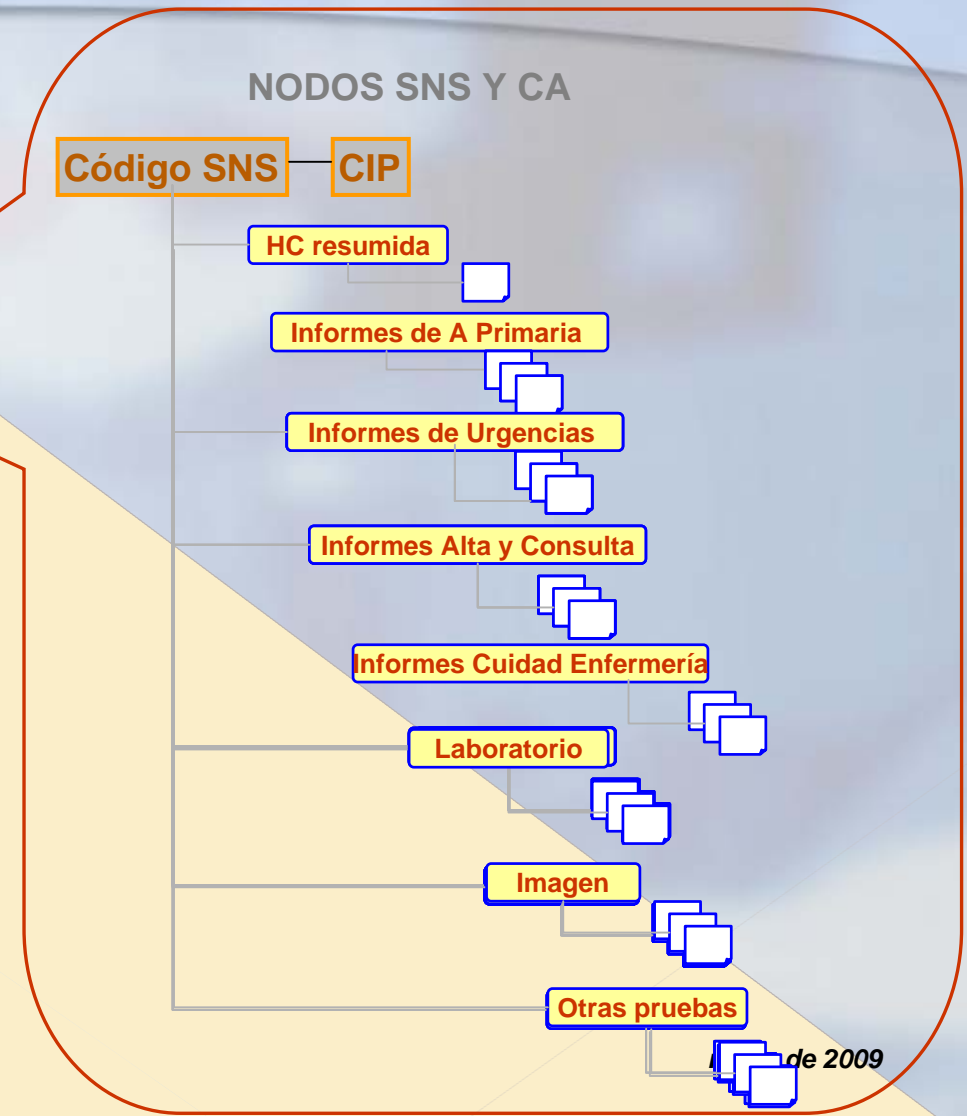 NODOS SNS Y CA
Código SNS CIP
HC resumida
Informes de A Primaria
Informes de Urgencias
Informes Alta y Consulta
Informes Cuidad Enfermería
Laboratorio
Imagen
Otras pruebas
de 2009